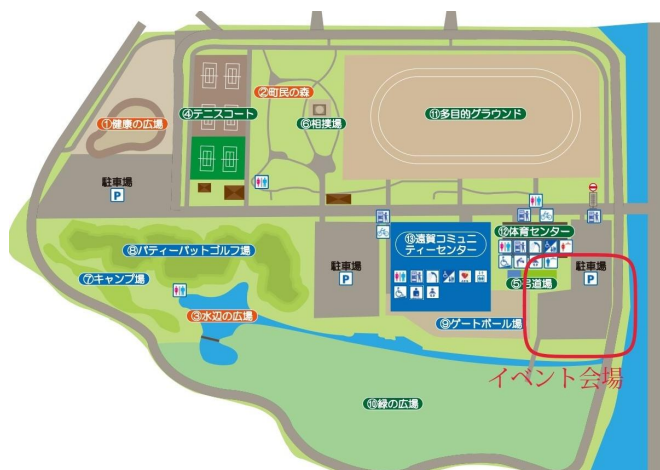 ②町民の森
④テニスコート
⑥相撲場
⑪多目的グラウンド
①健康の広場
駐車場
P
⑫体育センター
⑬遠賀コミュニ
ティーセンター
⑧パティーパットゴルフ場
駐車場
P
駐車場
P
⑦キャンプ場
⑤弓道場
③水辺の広場
⑨ゲートボール場
イベント会場
⑩緑の広場